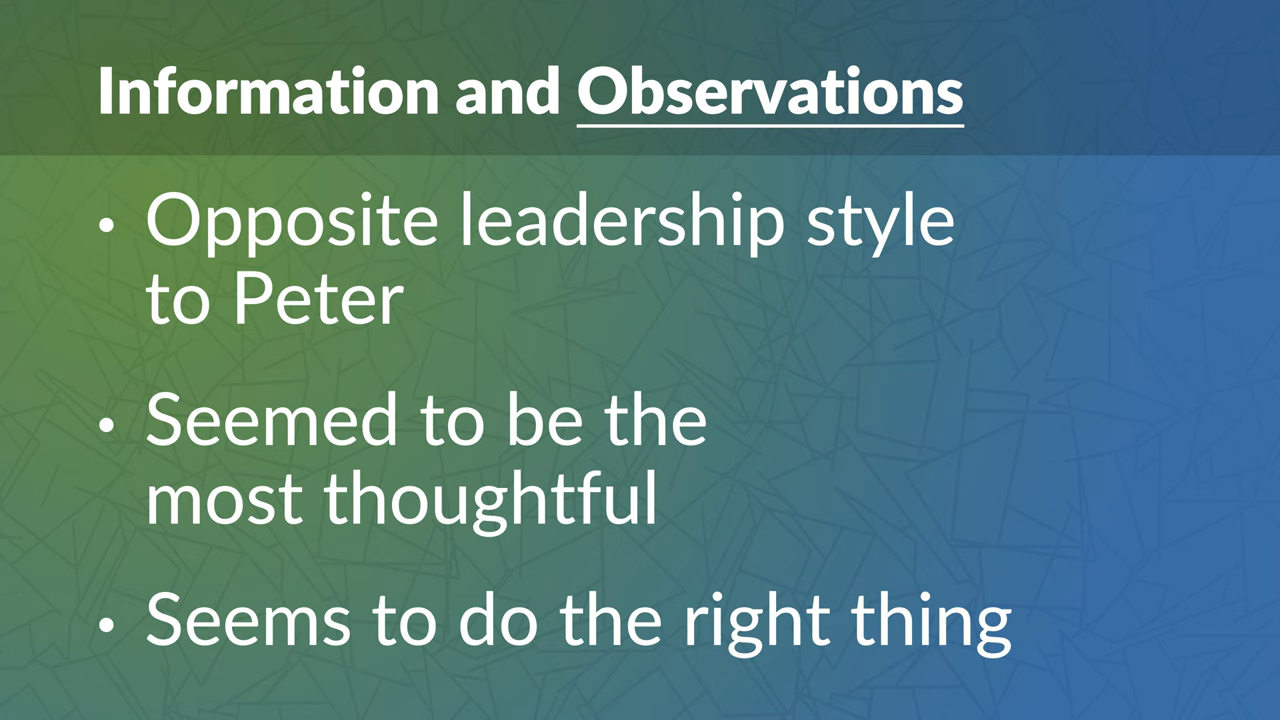 Information and Observations
• Opposite leadership style
to Peter
• Seemed to be the
most thoughtful
• Seems to do the right thing